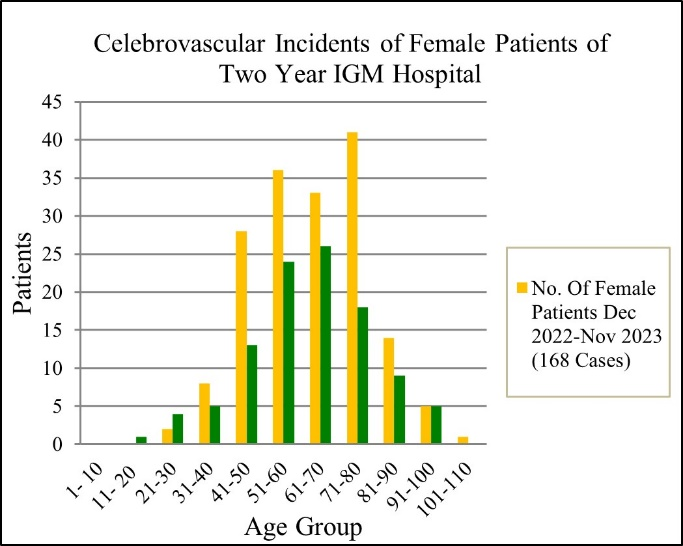 Celebrovascular Incidents of Female Patients of
Two Year IGM Hospital
45
40
35
30
25
20
15
10
5
0
Patients
1- 10
11- 20
21-30
31-40
41-50
51-60
61-70
71-80
81-90
91-100
101-110
Age Group
No. Of Female
Patients Dec
2022-Nov 2023
(168 Cases)